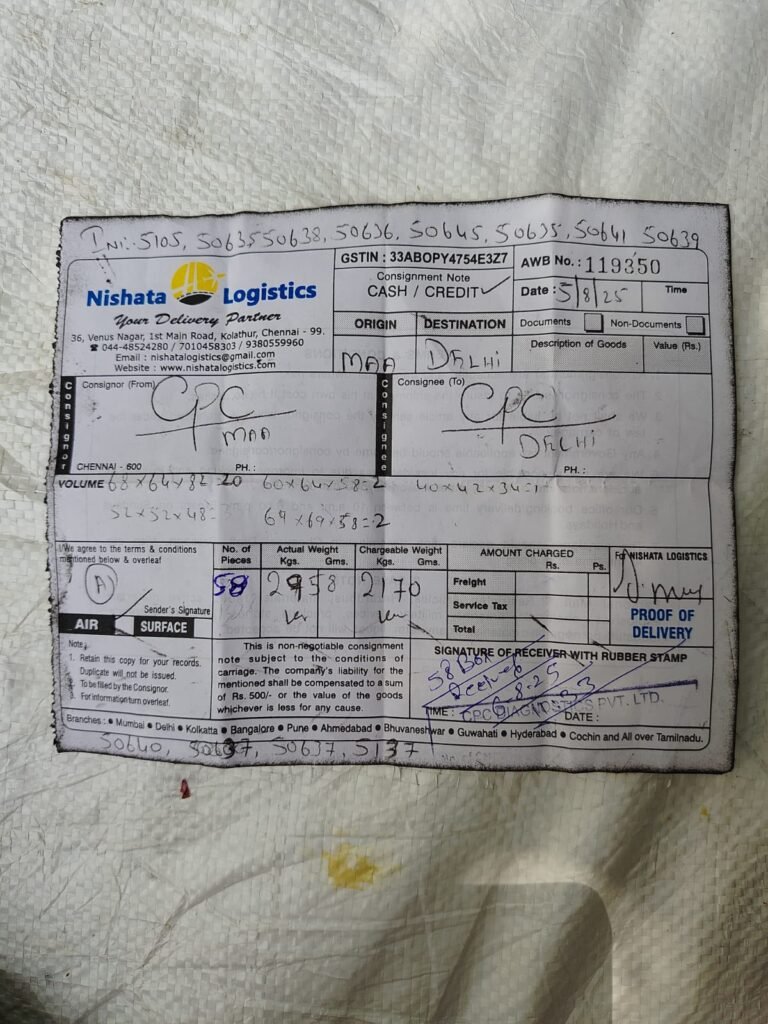 Ini:- 5105, 50635 50638, 50636, 50645, 50635, 50641 50639
Nishata Logistics
Your Delivery Partner
36, Venus Nagar, 1st Main Road, Kolathur, Chennai - 99.
☎ 044-48524280 / 7010458303 / 9380559960
Email : nishatalogistics@gmail.com
Website : www.nishatalogistics.com
GSTIN : 33ABOPY4754E3Z7
Consignment Note
CASH / CREDIT ✓
AWB No. : 119350
Date : 5/8/25 Time
ORIGIN DESTINATION
MAA DELHI
Documents Non-Documents
Description of Goods Value (Rs.)
Consignor
Consignor (From)
CPC
MAA
CHENNAI - 600 PH. :
Consignee
Consignee (To)
CPC
DELHI
PH. :
VOLUME 68×64×82=20 60×64×58=2 40×42×34=1
52×52×48= 69×69×58=2
I/We agree to the terms & conditions
mentioned below & overleaf
A
Sender's Signature
AIR SURFACE
No. of Pieces
58
Actual Weight
Kgs. Gms.
2958
Chargeable Weight
Kgs. Gms.
2170
AMOUNT CHARGED
Rs. Ps.
Freight
Service Tax
Total
For NISHATA LOGISTICS
PROOF OF
DELIVERY
Note:
1. Retain this copy for your records.
Duplicate will not be issued.
2. To be filled by the Consignor.
3. For information turn overleaf.
This is non-negotiable consignment
note subject to the conditions of
carriage. The company's liability for the
mentioned shall be compensated to a sum
of Rs. 500/- or the value of the goods
whichever is less for any cause.
SIGNATURE OF RECEIVER WITH RUBBER STAMP
58 Box
Received
6-8-25
TIME : DATE :
CPC DIAGNOSTICS PVT. LTD.
Branches : ● Mumbai ● Delhi ● Kolkatta ● Bangalore ● Pune ● Ahmedabad ● Bhuvaneshwar ● Guwahati ● Hyderabad ● Cochin and All over Tamilnadu.
50640, 50637, 50637, 5137